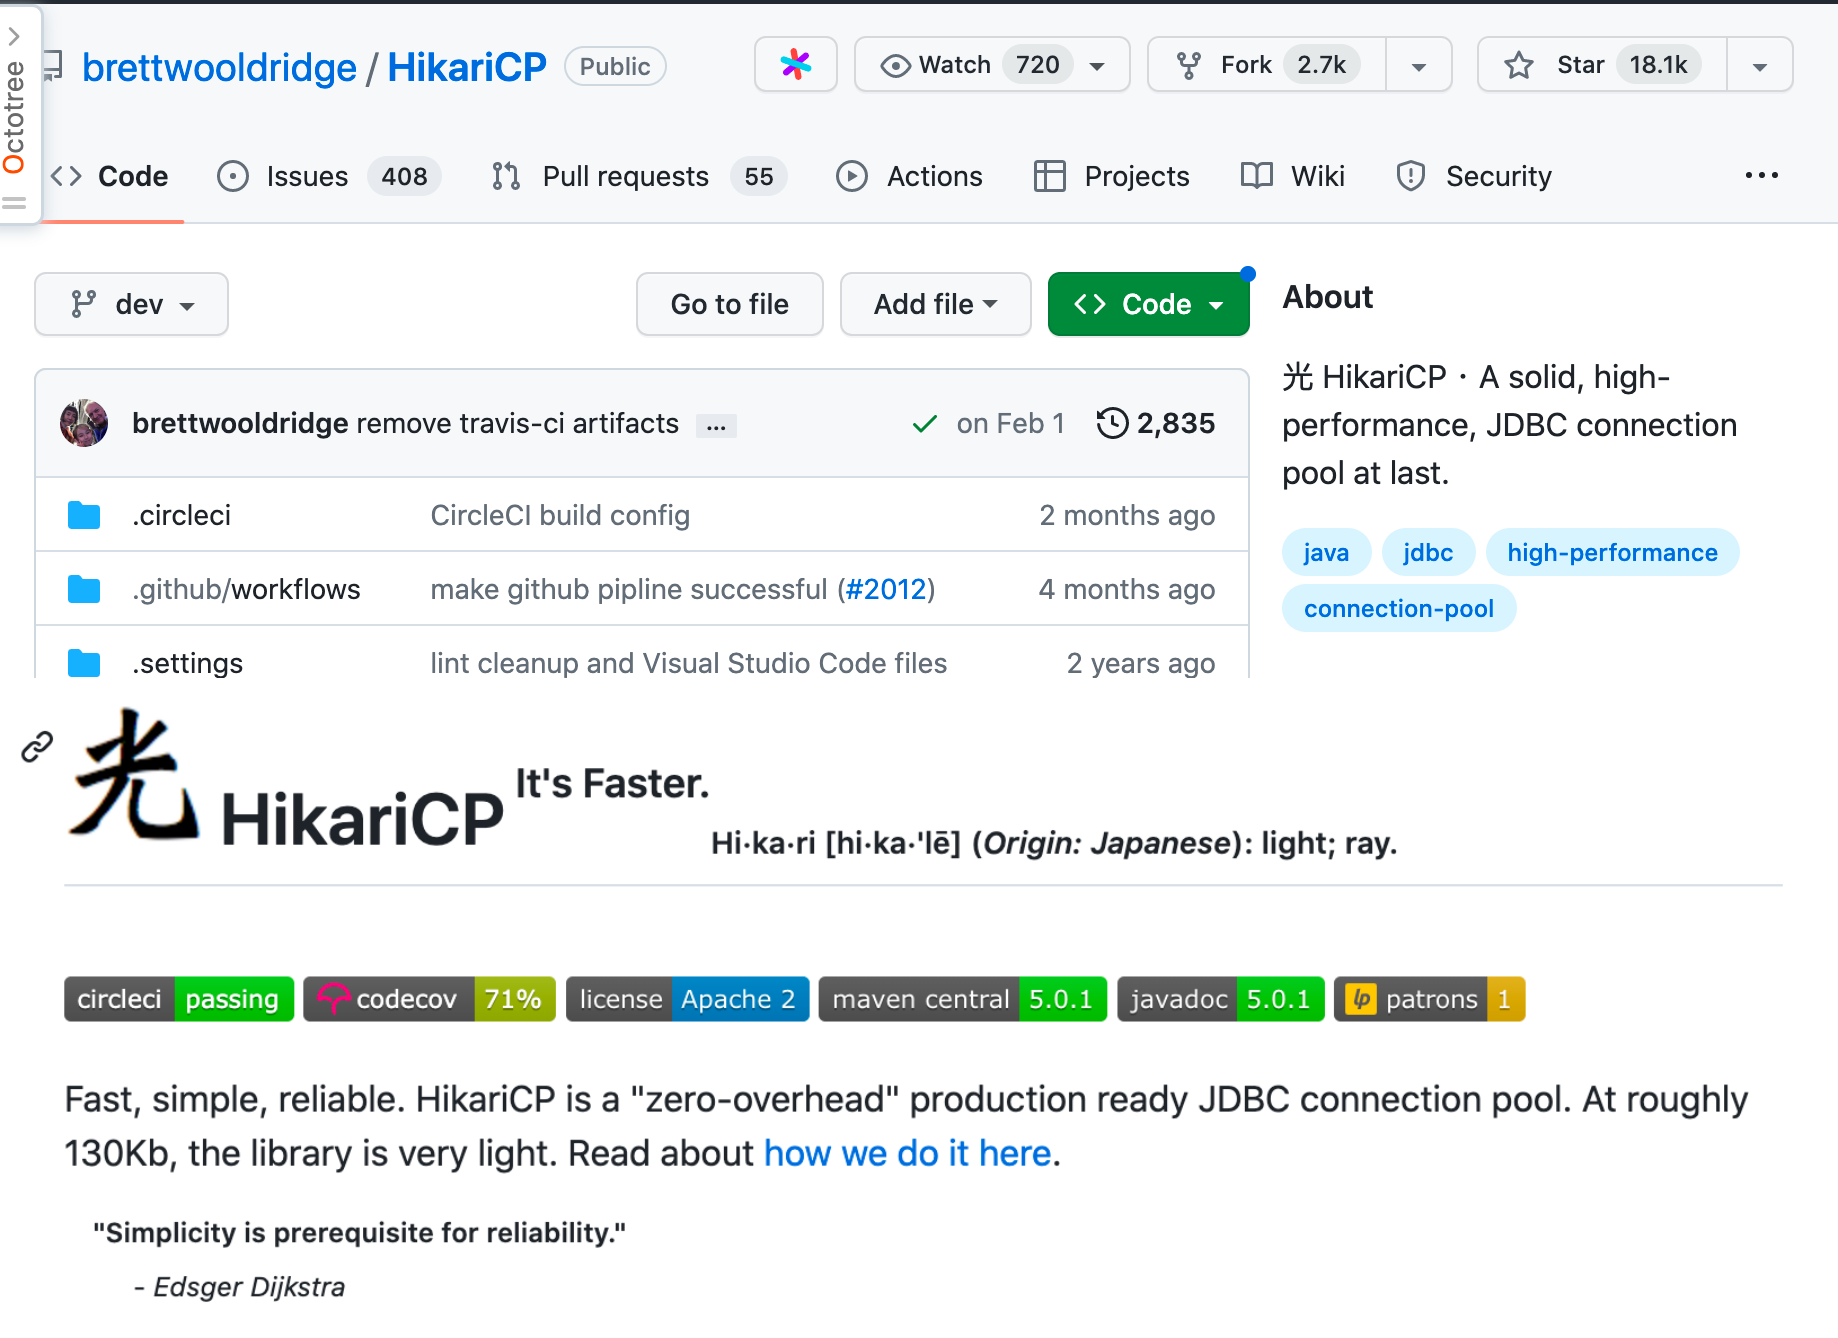 Octotree
brettwooldridge / HikariCP Public
Watch 720
Fork 2.7k
Star 18.1k
Code
Issues 408
Pull requests 55
Actions
Projects
Wiki
Security
...
dev
Go to file
Add file
Code
brettwooldridge remove travis-ci artifacts ... on Feb 1 2,835
.circleci CircleCI build config 2 months ago
.github/workflows make github pipline successful (#2012) 4 months ago
.settings lint cleanup and Visual Studio Code files 2 years ago
About
光 HikariCP・A solid, high-
performance, JDBC connection
pool at last.
java jdbc high-performance
connection-pool
光 HikariCP It's Faster.
Hi·ka·ri [hi·ka·'lē] (Origin: Japanese): light; ray.
circleci passing
codecov 71%
license Apache 2
maven central 5.0.1
javadoc 5.0.1
lp patrons 1
Fast, simple, reliable. HikariCP is a "zero-overhead" production ready JDBC connection pool. At roughly
130Kb, the library is very light. Read about how we do it here.
"Simplicity is prerequisite for reliability."
- Edsger Dijkstra